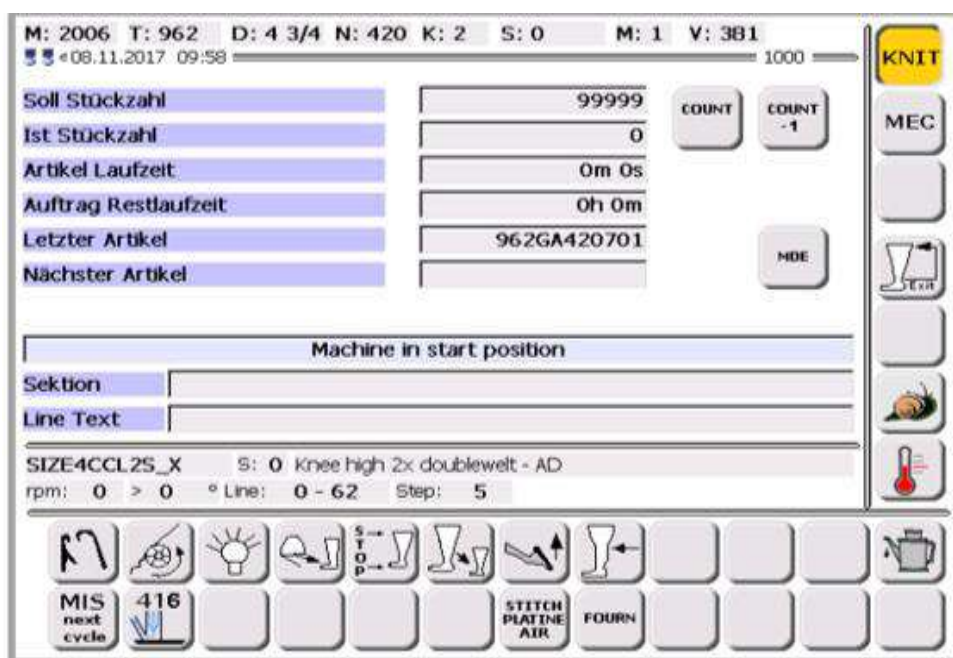 M: 2006 T: 962 D: 4 3/4 N: 420 K: 2 S: 0 M: 1 V: 381
08.11.2017 09:58 1000
KNIT
Soll Stückzahl 99999 COUNT COUNT -1
MEC
Ist Stückzahl 0
Artikel Laufzeit 0m 0s
Auftrag Restlaufzeit 0h 0m
Letzter Artikel 962GA420701
MDE
Exit
Nächster Artikel
Machine in start position
Sektion
Line Text
SIZE4CCL2S_X S: 0 Knee high 2x doublewelt - AD
rpm: 0 > 0 ° Line: 0 - 62 Step: 5
STOP
MIS next cycle
416
STITCH PLATINE AIR
FOURN